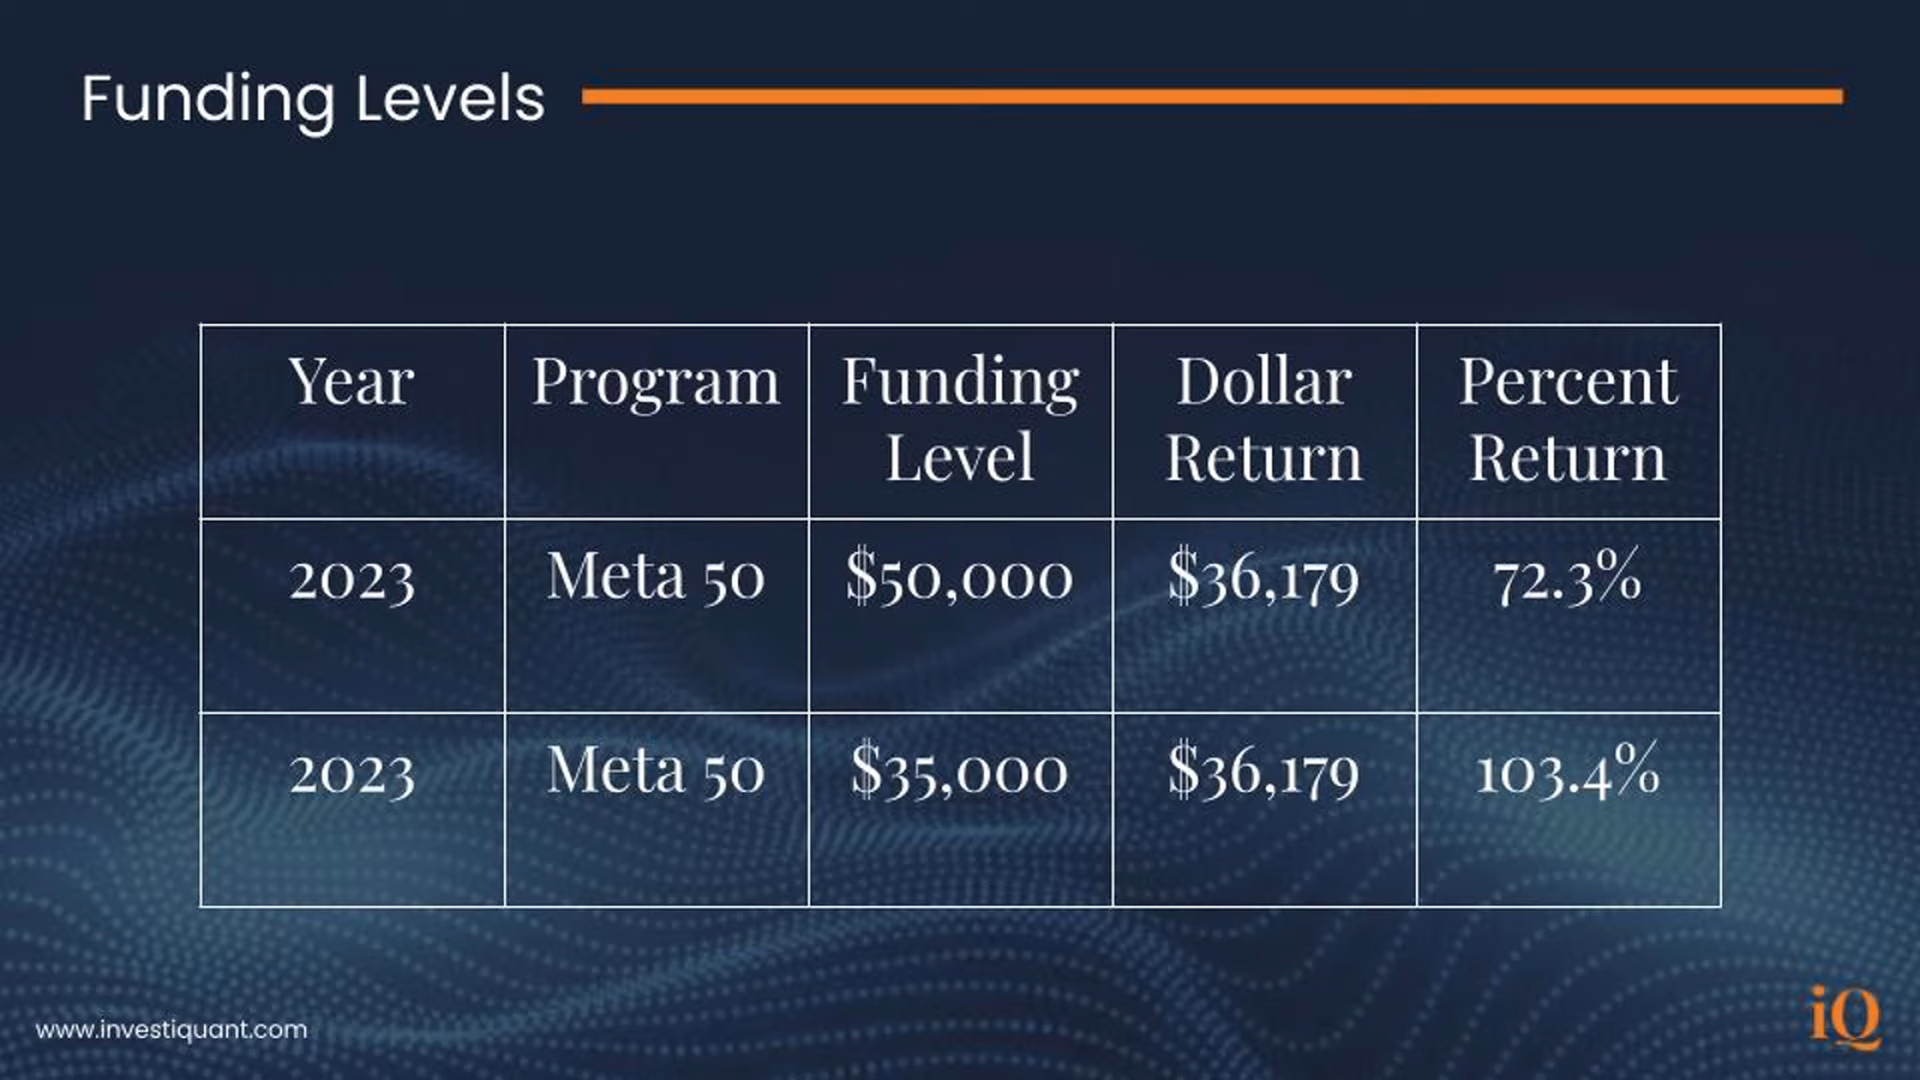 Funding Levels
Year Program Funding Level Dollar Return Percent Return
2023 Meta 50 $50,000 $36,179 72.3%
2023 Meta 50 $35,000 $36,179 103.4%
www.investiquant.com
iQ